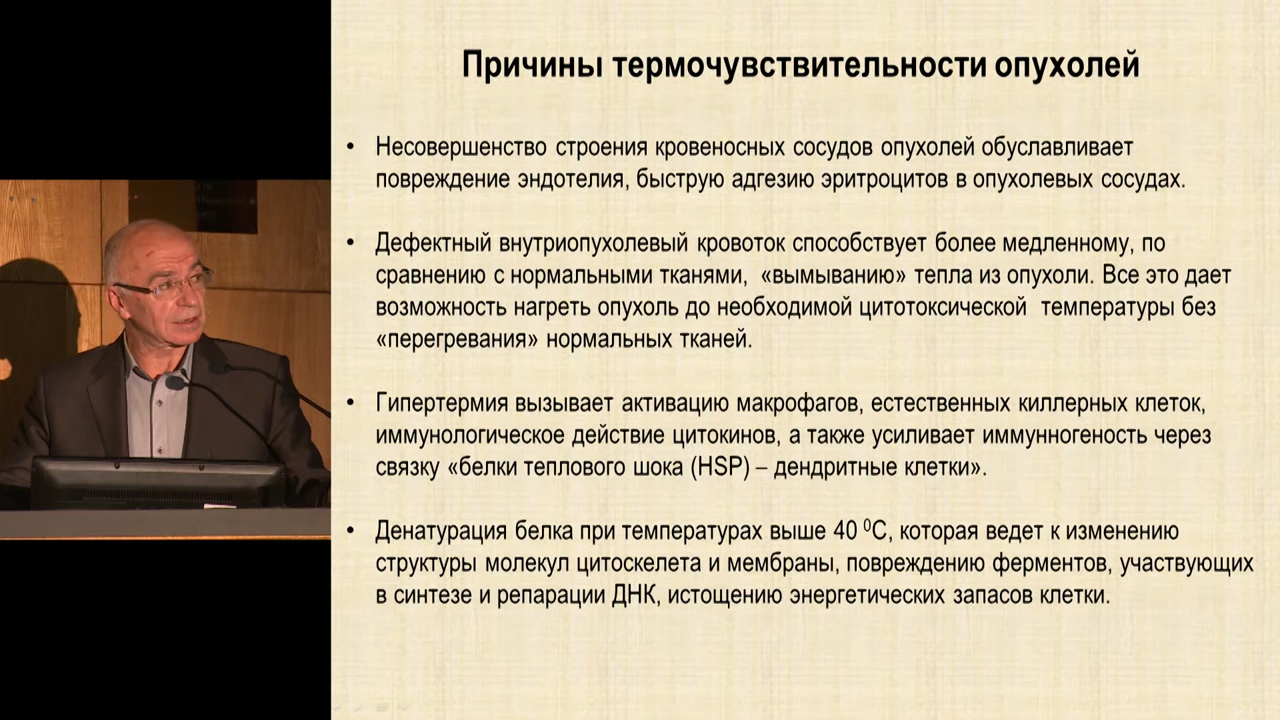 Причины термочувствительности опухолей
• Несовершенство строения кровеносных сосудов опухолей обуславливает
повреждение эндотелия, быструю адгезию эритроцитов в опухолевых сосудах.
• Дефектный внутриопухолевый кровоток способствует более медленному, по
сравнению с нормальными тканями, «вымыванию» тепла из опухоли. Все это дает
возможность нагреть опухоль до необходимой цитотоксической температуры без
«перегревания» нормальных тканей.
• Гипертермия вызывает активацию макрофагов, естественных киллерных клеток,
иммунологическое действие цитокинов, а также усиливает иммунногеность через
связку «белки теплового шока (HSP) – дендритные клетки».
• Денатурация белка при температурах выше 40 ⁰С, которая ведет к изменению
структуры молекул цитоскелета и мембраны, повреждению ферментов, участвующих
в синтезе и репарации ДНК, истощению энергетических запасов клетки.